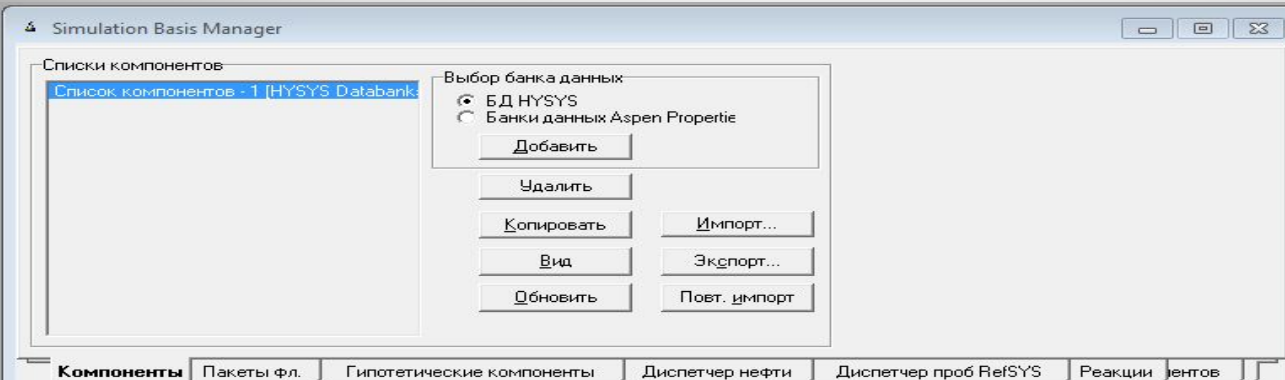 Simulation Basis Manager
Списки компонентов
Список компонентов - 1 [HYSYS Databank
Выбор банка данных
БД HYSYS
Банки данных Aspen Propertie
Добавить
Удалить
Копировать
Импорт...
Вид
Экспорт...
Обновить
Повт. импорт
Компоненты Пакеты фл. Гипотетические компоненты Диспетчер нефти Диспетчер проб RefSYS Реакции ентов